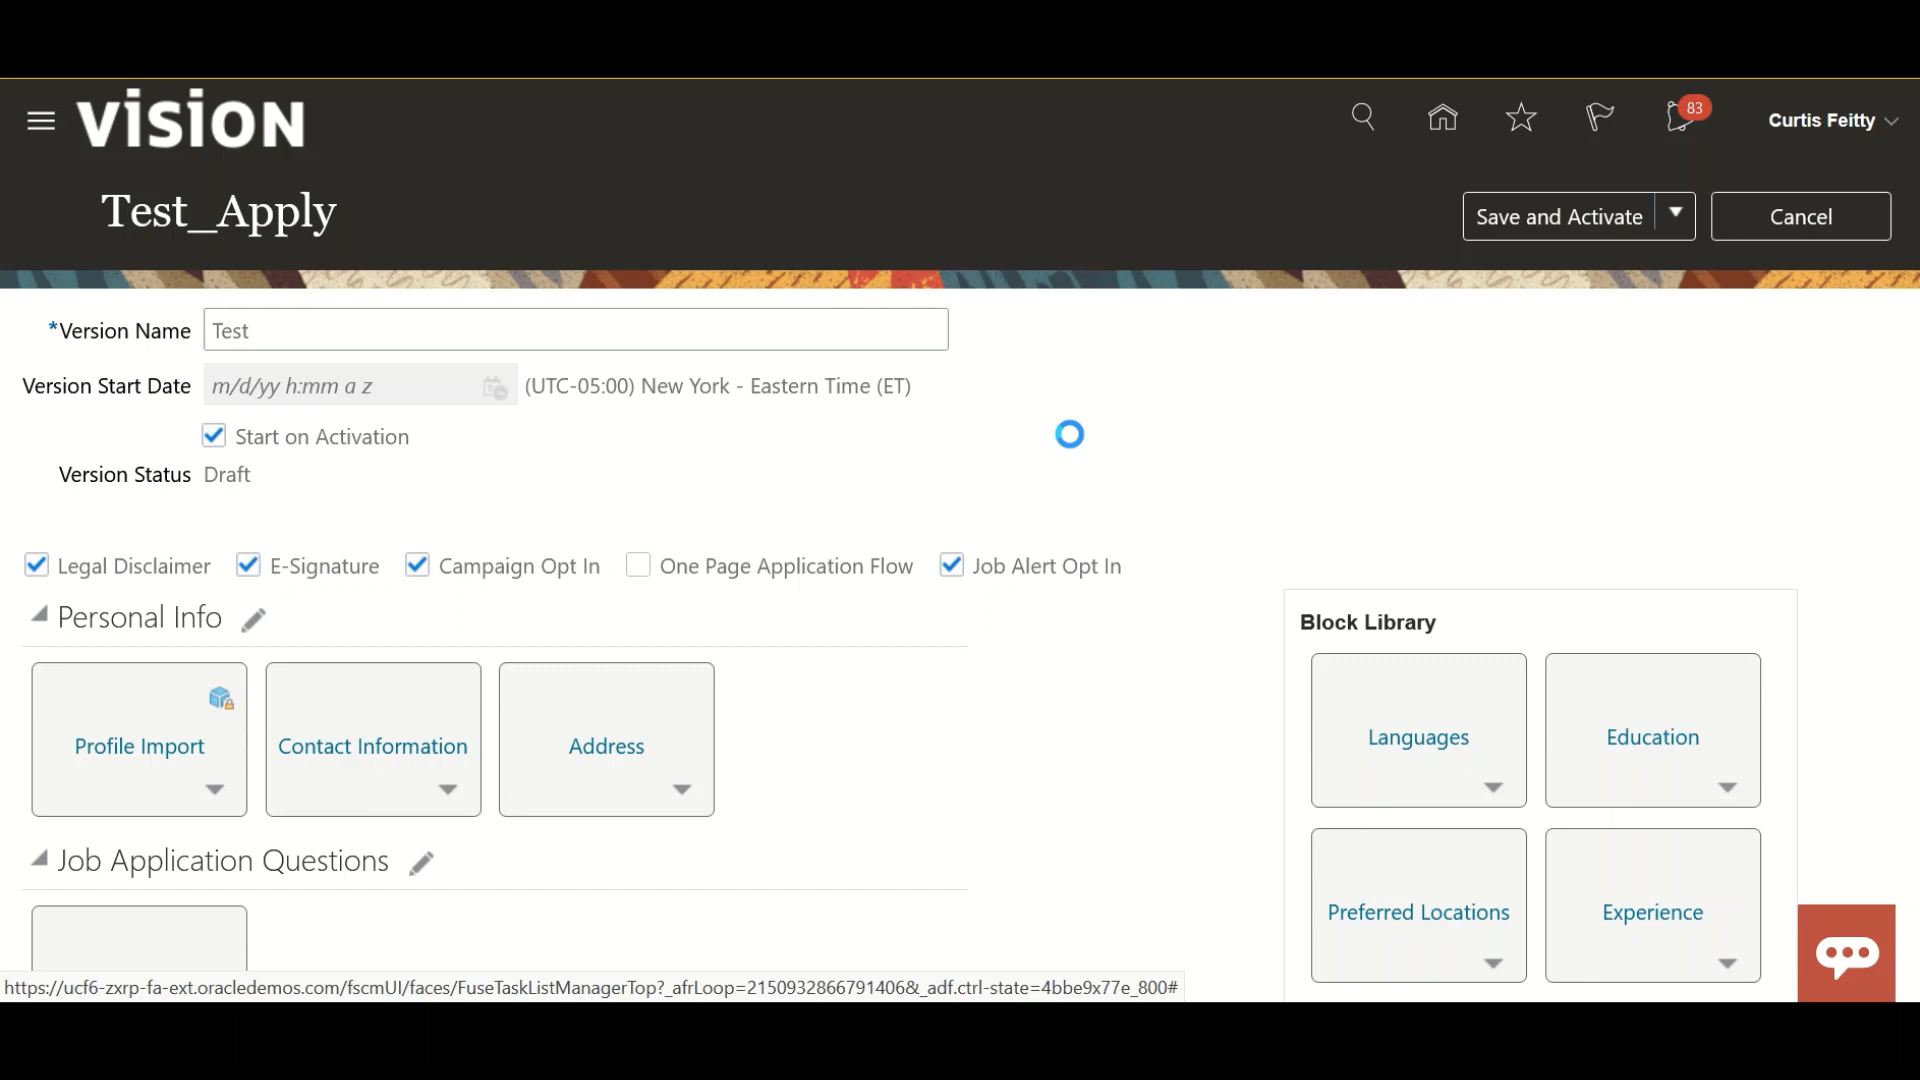 vision
83
Curtis Feitty
Test_Apply
Save and Activate
Cancel
*Version Name Test
Version Start Date m/d/yy h:mm a z (UTC-05:00) New York - Eastern Time (ET)
Start on Activation
Version Status Draft
Legal Disclaimer E-Signature Campaign Opt In One Page Application Flow Job Alert Opt In
Personal Info
Block Library
Profile Import Contact Information Address
Languages Education
Job Application Questions
Preferred Locations Experience
https://ucf6-zxrp-fa-ext.oracledemos.com/fscmUI/faces/FuseTaskListManagerTop?_afrLoop=21509328667914068&_adf.ctrl-state=4bbe9x77e_800#